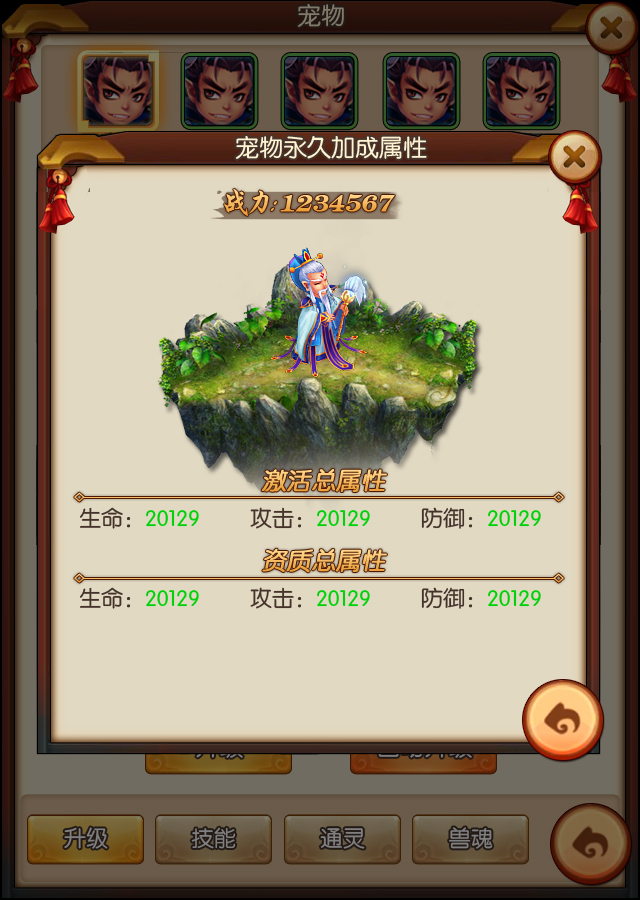 宠物
宠物永久加成属性
战力:1234567
激活总属性
生命：20129 攻击：20129 防御：20129
资质总属性
生命：20129 攻击：20129 防御：20129
升级 技能 通灵 兽魂